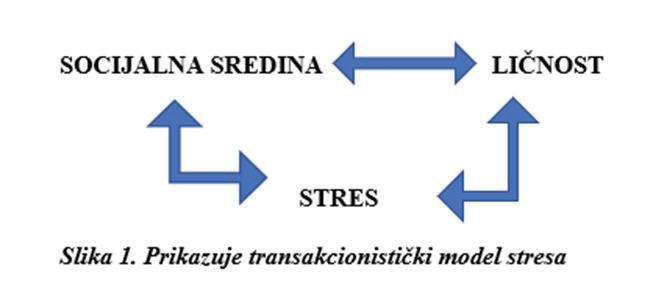 SOCIJALNA SREDINA LIČNOST
STRES
Slika 1. Prikazuje transakcionistički model stresa